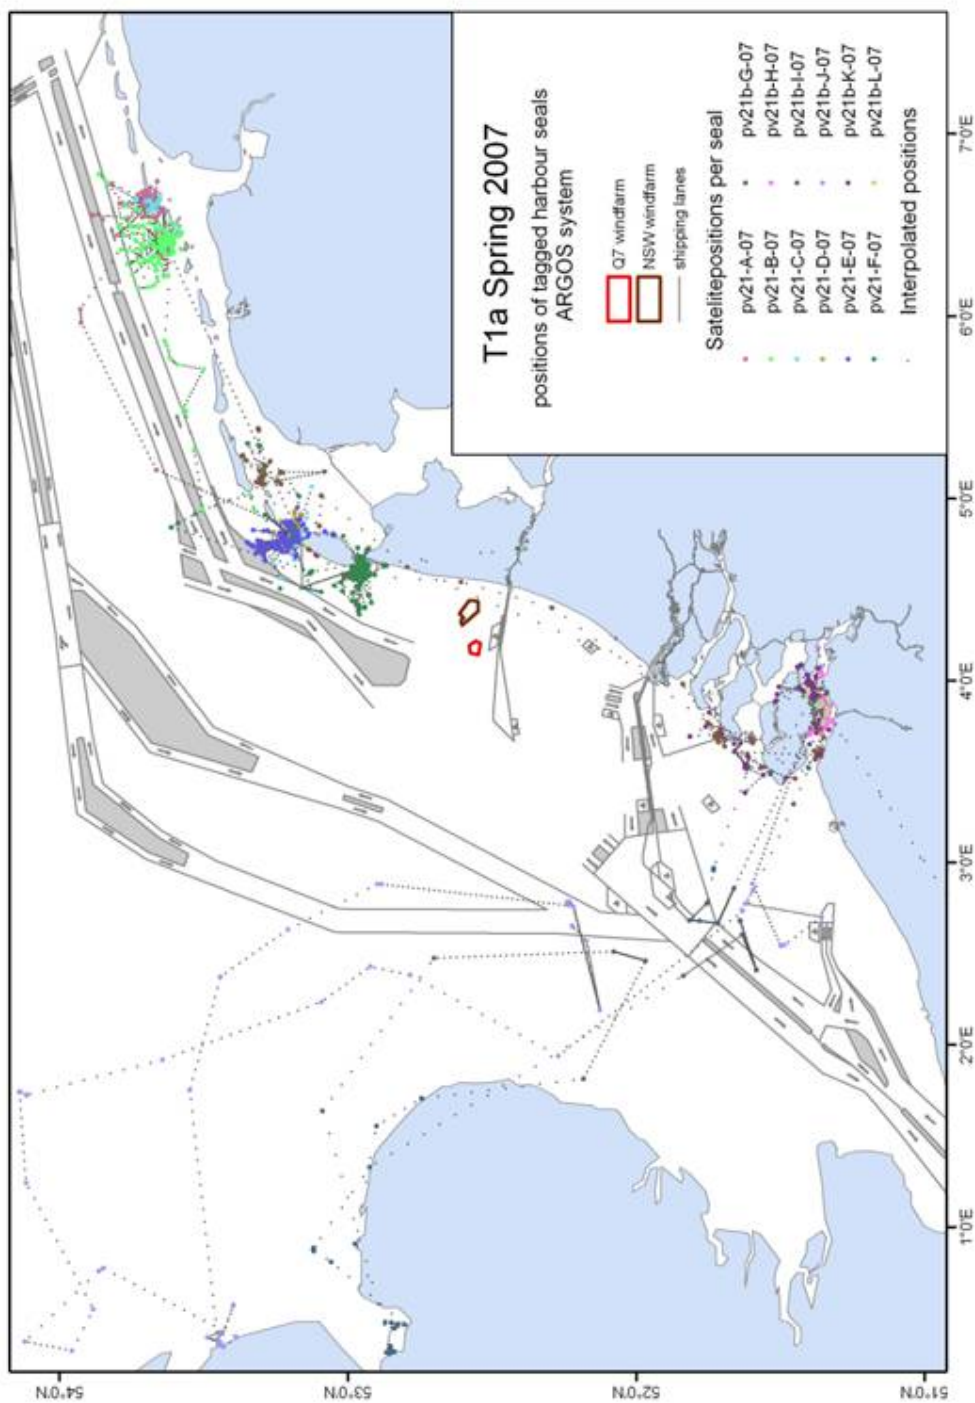 T1a Spring 2007
positions of tagged harbour seals
ARGOS system
Q7 windfarm
NSW windfarm
shipping lanes
Satelitepositions per seal
pv21-A-07
pv21-B-07
pv21-C-07
pv21-D-07
pv21-E-07
pv21-F-07
pv21b-G-07
pv21b-H-07
pv21b-I-07
pv21b-J-07
pv21b-K-07
pv21b-L-07
Interpolated positions
54°0'N
53°0'N
52°0'N
51°0'N
1°0'E
2°0'E
3°0'E
4°0'E
5°0'E
6°0'E
7°0'E